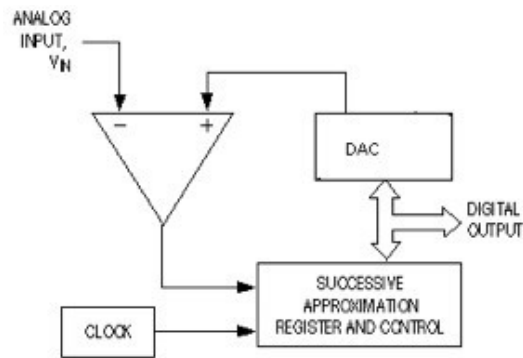 ANALOG
INPUT,
VIN
− +
DAC
DIGITAL
OUTPUT
SUCCESSIVE
APPROXIMATION
REGISTER AND CONTROL
CLOCK